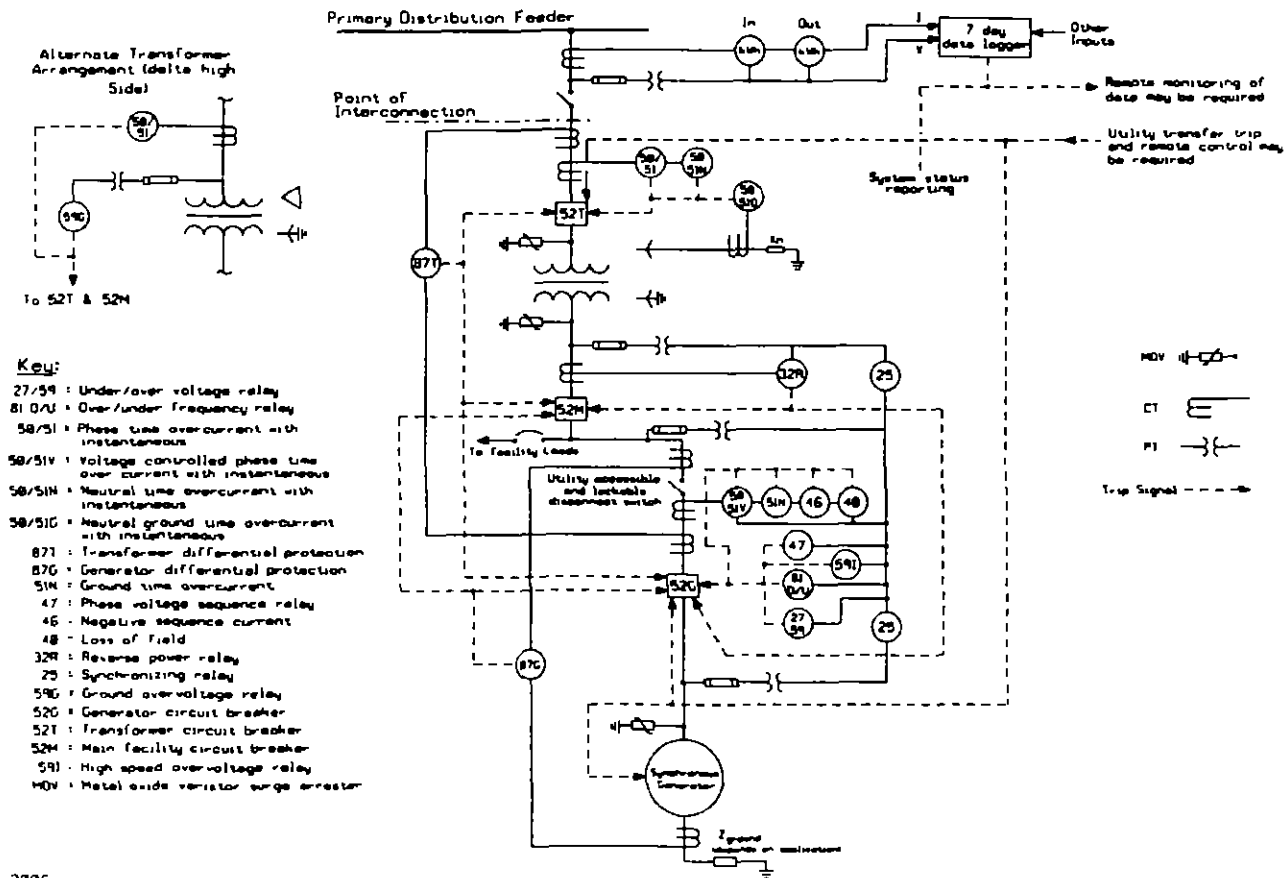 Primary Distribution Feeder
In
Out
kWh
kWh
I
V
7 day
data logger
Other
Inputs
Remote monitoring of
data may be required
Utility transfer trip
and remote control may
be required
System status
reporting
Alternate Transformer
Arrangement (delta high
Side)
50/
51
59G
To 52T & 52M
Point of
Interconnection
50/
51
50
51N
50
51G
52T
87T
Rn
32R
25
52M
To Facility Loads
Utility accessible
and lockable
disconnect switch
50
51V
51N
46
40
47
59I
81
O/U
27
59
25
52G
87G
Synchronous
Generator
Z ground
depends on application
MOV
CT
PT
Trip Signal
Key:
27/59 : Under/over voltage relay
81 O/U : Over/under frequency relay
50/51 : Phase time overcurrent with
instantaneous
50/51V : Voltage controlled phase time
over current with instantaneous
50/51N : Neutral time overcurrent with
instantaneous
50/51G : Neutral ground time overcurrent
with instantaneous
87T : Transformer differential protection
87G : Generator differential protection
51N : Ground time overcurrent
47 : Phase voltage sequence relay
46 - Negative sequence current
40 - Loss of Field
32R : Reverse power relay
25 : Synchronizing relay
59G : Ground overvoltage relay
52G : Generator circuit breaker
52T : Transformer circuit breaker
52M : Main facility circuit breaker
59I - High speed overvoltage relay
MOV : Metal oxide varistor surge arrester